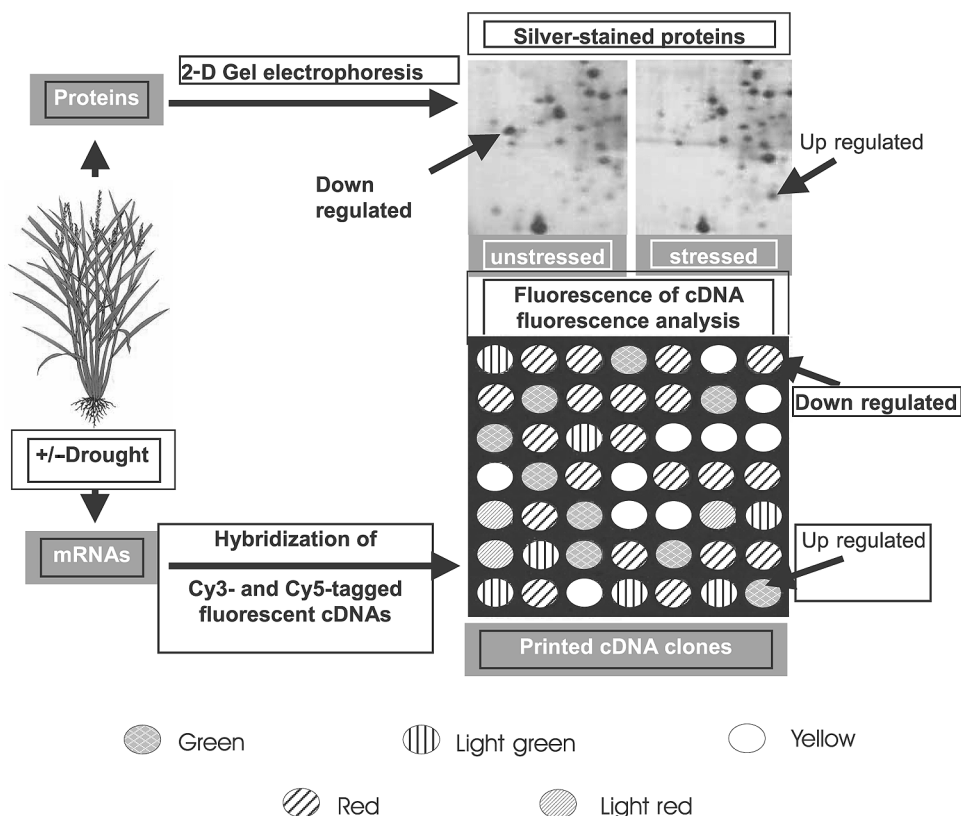 Silver-stained proteins
2-D Gel electrophoresis
Proteins
Up regulated
Down
regulated
unstressed
stressed
Fluorescence of cDNA
fluorescence analysis
Down regulated
+/-Drought
mRNAs
Hybridization of
Cy3- and Cy5-tagged
fluorescent cDNAs
Up regulated
Printed cDNA clones
Green
Light green
Yellow
Red
Light red